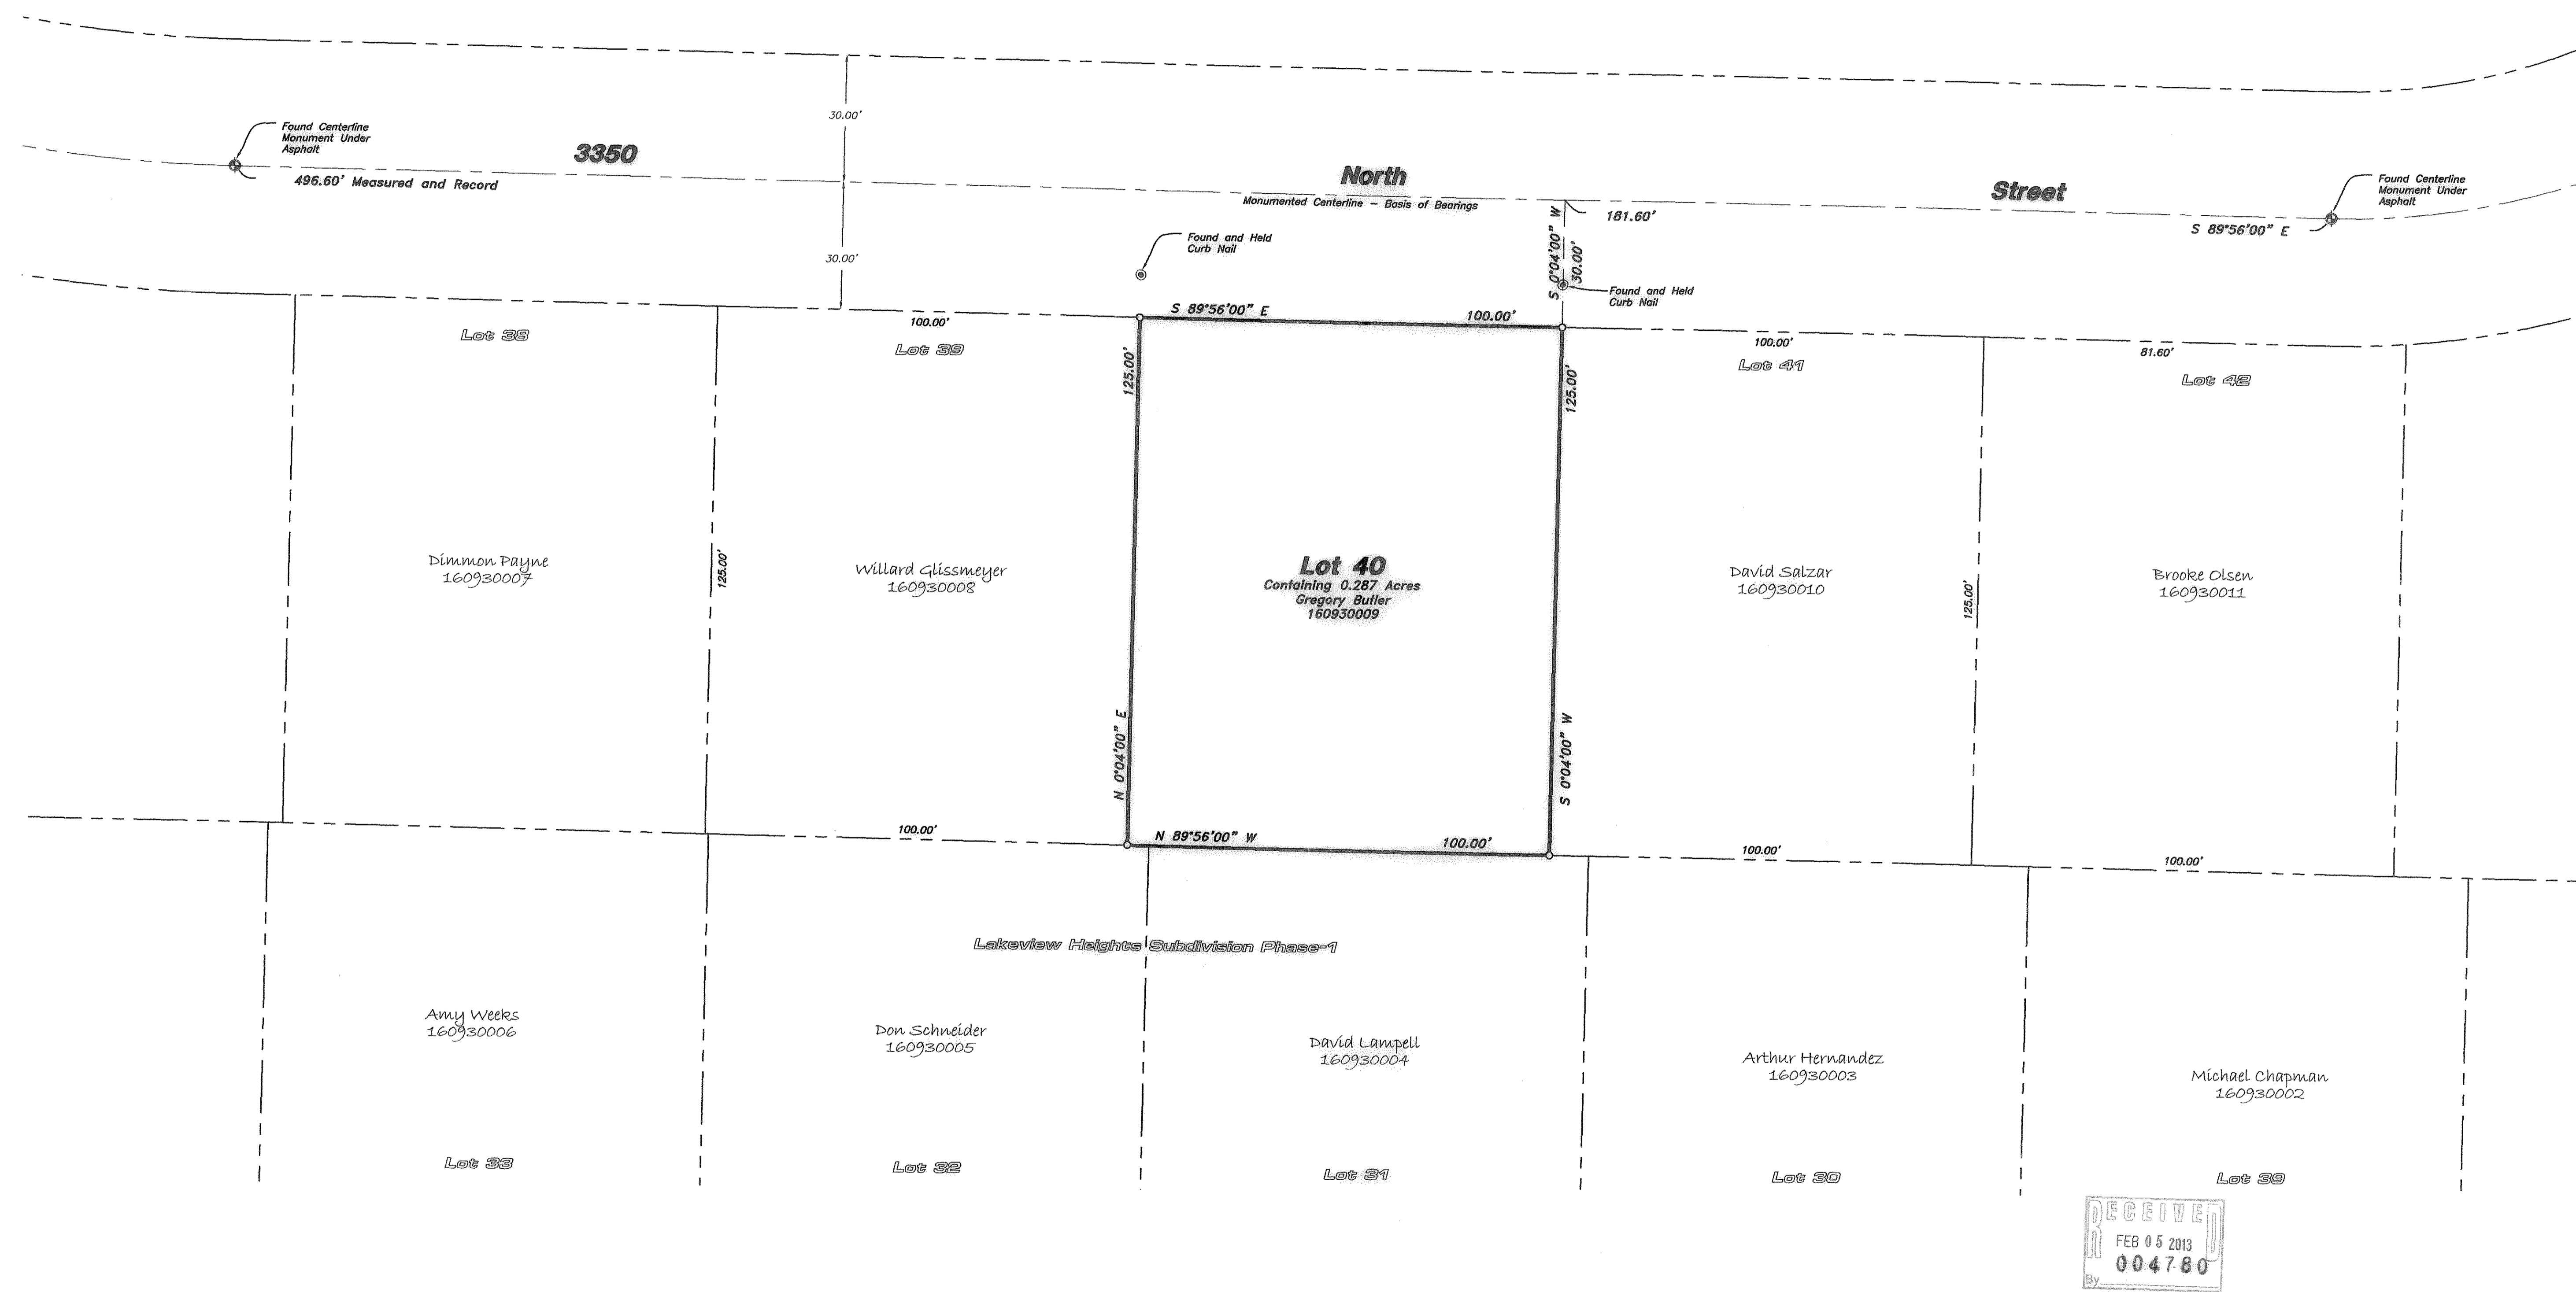 30.00'
Found Centerline
Monument Under
Asphalt
3350
496.60' Measured and Record
North
Monumented Centerline – Basis of Bearings
Street
Found Centerline
Monument Under
Asphalt
181.60'
S 89°56'00" E
30.00'
Found and Held
Curb Nail
S 0°04'00" W
30.00'
Found and Held
Curb Nail
Lot 38
100.00'
Lot 39
S 89°56'00" E
100.00'
100.00'
Lot 41
81.60'
Lot 42
125.00'
125.00'
Dimmon Payne
160930007
125.00'
Willard Glissmeyer
160930008
Lot 40
Containing 0.287 Acres
Gregory Butler
160930009
David Salzar
160930010
125.00'
Brooke Olsen
160930011
N 0°04'00" E
S 0°04'00" W
100.00'
N 89°56'00" W
100.00'
100.00'
100.00'
Lakeview Heights Subdivision Phase-1
Amy Weeks
160930006
Don Schneider
160930005
David Lampell
160930004
Arthur Hernandez
160930003
Michael Chapman
160930002
Lot 33
Lot 32
Lot 31
Lot 30
Lot 39
RECEIVED
FEB 05 2013
004780
By